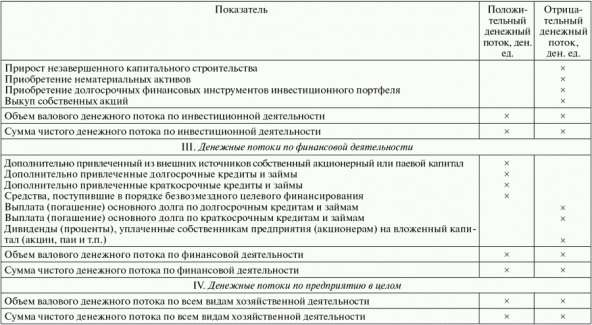 Показатель
Положи-
тельный
денежный
поток, ден.
ед.
Отрица-
тельный
денежный
поток,
ден. ед.
Прирост незавершенного капитального строительства ×
Приобретение нематериальных активов ×
Приобретение долгосрочных финансовых инструментов инвестиционного портфеля ×
Выкуп собственных акций ×
Объем валового денежного потока по инвестиционной деятельности × ×
Сумма чистого денежного потока по инвестиционной деятельности × ×
III. Денежные потоки по финансовой деятельности
Дополнительно привлеченный из внешних источников собственный акционерный или паевой капитал ×
Дополнительно привлеченные долгосрочные кредиты и займы ×
Дополнительно привлеченные краткосрочные кредиты и займы ×
Средства, поступившие в порядке безвозмездного целевого финансирования ×
Выплата (погашение) основного долга по долгосрочным кредитам и займам ×
Выплата (погашение) основного долга по краткосрочным кредитам и займам ×
Дивиденды (проценты), уплаченные собственникам предприятия (акционерам) на вложенный капи-
тал (акции, паи и т.п.) ×
Объем валового денежного потока по финансовой деятельности × ×
Сумма чистого денежного потока по финансовой деятельности × ×
IV. Денежные потоки по предприятию в целом
Объем валового денежного потока по всем видам хозяйственной деятельности × ×
Сумма чистого денежного потока по всем видам хозяйственной деятельности × ×